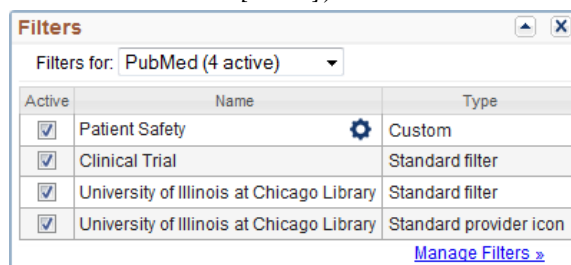 Filters
Filters for: PubMed (4 active)
Active Name Type
Patient Safety Custom
Clinical Trial Standard filter
University of Illinois at Chicago Library Standard filter
University of Illinois at Chicago Library Standard provider icon
Manage Filters »